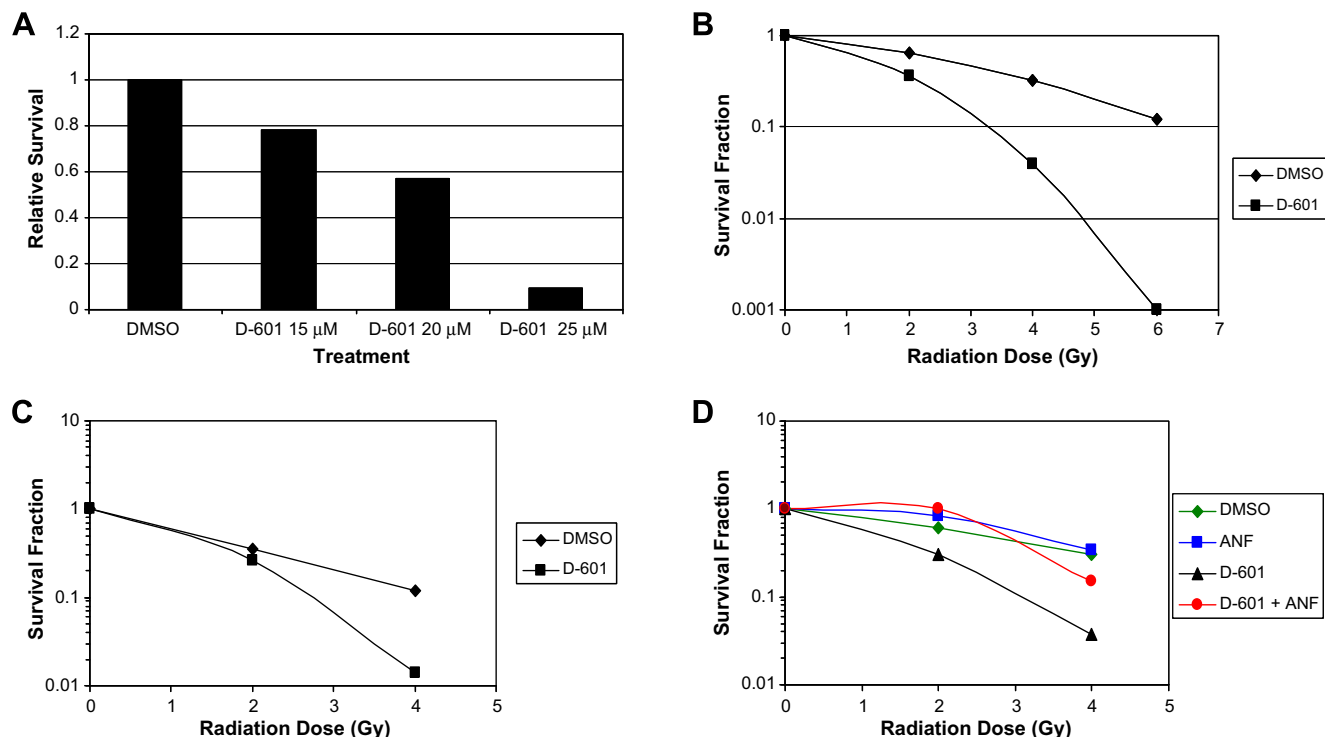 A
1.2
1
0.8
0.6
0.4
0.2
0
Relative Survival
DMSO
D-601 15 μM
D-601 20 μM
D-601 25 μM
Treatment
B
1
0.1
0.01
0.001
Survival Fraction
0 1 2 3 4 5 6 7
Radiation Dose (Gy)
DMSO
D-601
C
10
1
0.1
0.01
Survival Fraction
0 1 2 3 4 5
Radiation Dose (Gy)
DMSO
D-601
D
10
1
0.1
0.01
Survival Fraction
0 1 2 3 4 5
Radiation Dose (Gy)
DMSO
ANF
D-601
D-601 + ANF